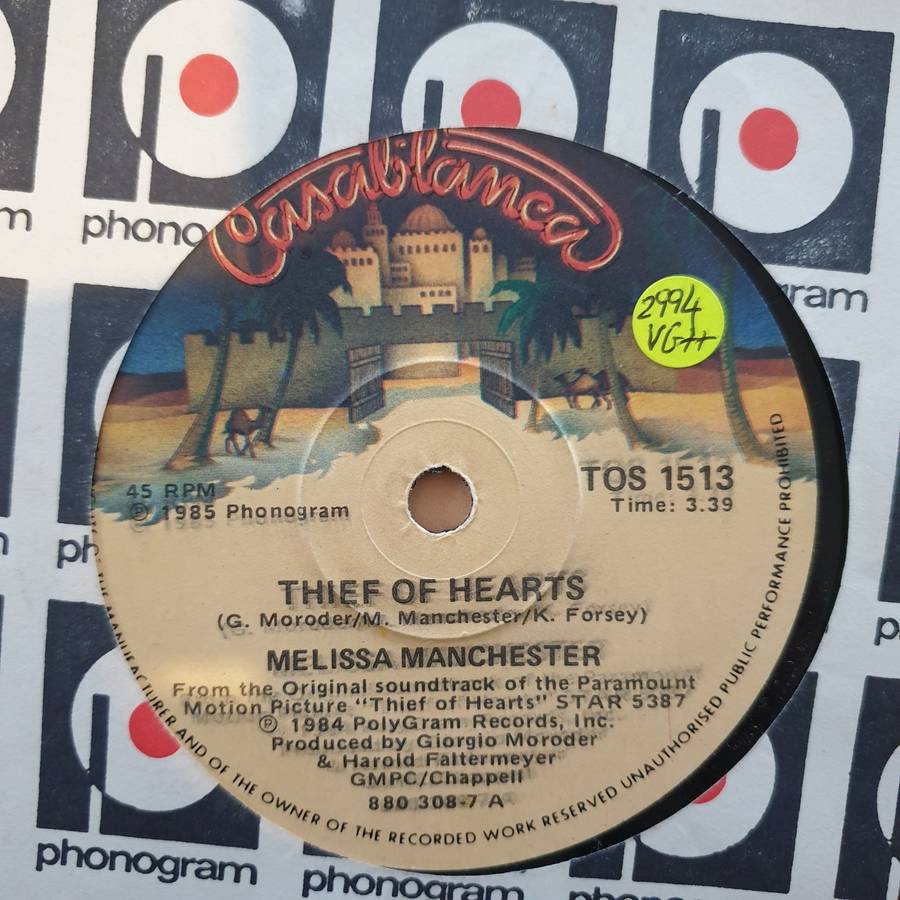 phonogram
ram
m
phono
Casablanca
2994
VG++
45 RPM
℗ 1985 Phonogram
TOS 1513
Time: 3.39
THIEF OF HEARTS
(G. Moroder/M. Manchester/K. Forsey)
MELISSA MANCHESTER
From the Original soundtrack of the Paramount
Motion Picture "Thief of Hearts" STAR 5387
℗ 1984 PolyGram Records, Inc.
Produced by Giorgio Moroder
& Harold Faltermeyer
GMPC/Chappell
880 308-7 A
THE MANUFACTURER AND OF THE OWNER OF THE RECORDED WORK RESERVED UNAUTHORISED PUBLIC PERFORMANCE PROHIBITED
ph
p
phonogram
phonogram